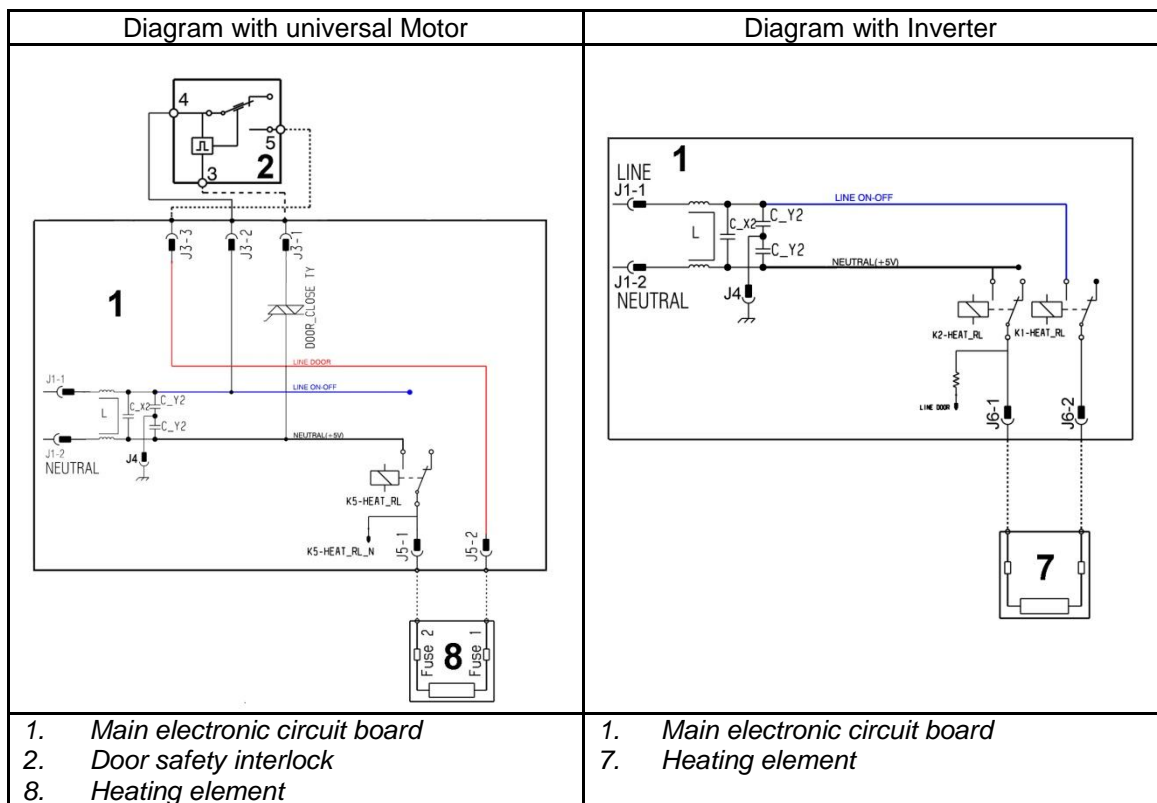 Diagram with universal Motor
Diagram with Inverter
4
5
3
2
J3-3
J3-2
J3-1
1
DOOR_CLOSE TY
LINE DOOR
J1-1
LINE ON-OFF
L
C_X2
C_Y2
C_Y2
NEUTRAL(+5V)
J1-2
NEUTRAL
J4
K5-HEAT_RL
K5-HEAT_RL_N
J5-1
J5-2
Fuse 2
8
Fuse 1
1
LINE
J1-1
LINE ON-OFF
L
C_X2
C_Y2
C_Y2
NEUTRAL(+5V)
J1-2
NEUTRAL
J4
K2-HEAT_RL
K1-HEAT_RL
LINE DOOR
J6-1
J6-2
7
1. Main electronic circuit board
2. Door safety interlock
8. Heating element
1. Main electronic circuit board
7. Heating element